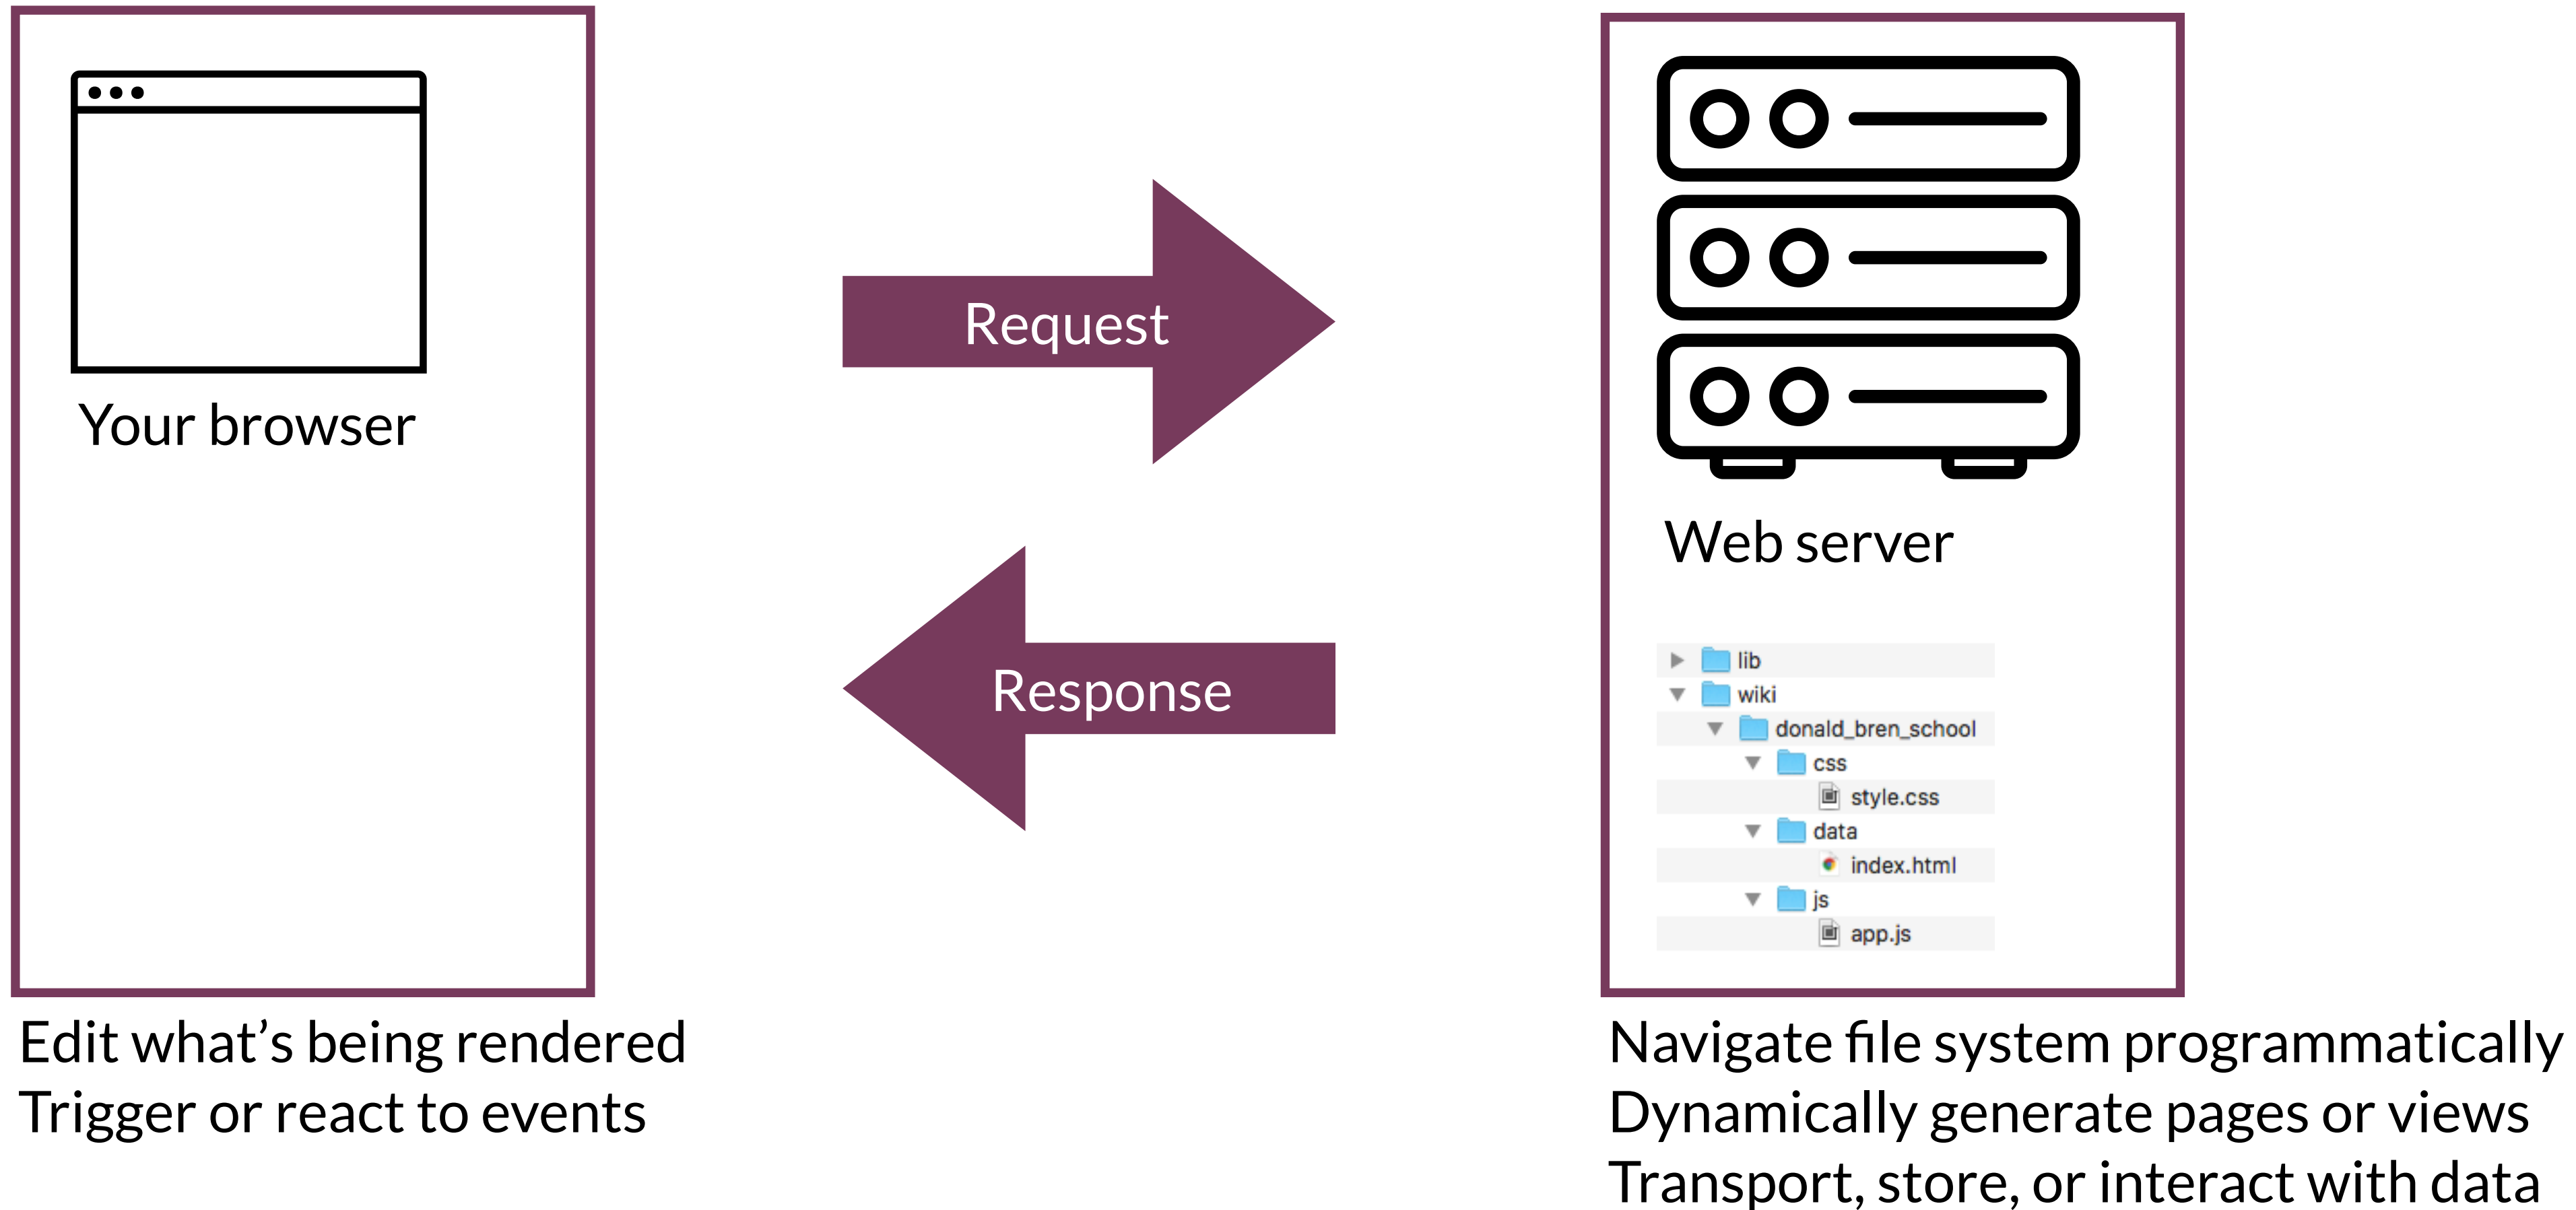 Your browser
Request
Response
Web server
lib
wiki
donald_bren_school
css
style.css
data
index.html
js
app.js
Edit what’s being rendered
Trigger or react to events
Navigate file system programmatically
Dynamically generate pages or views
Transport, store, or interact with data